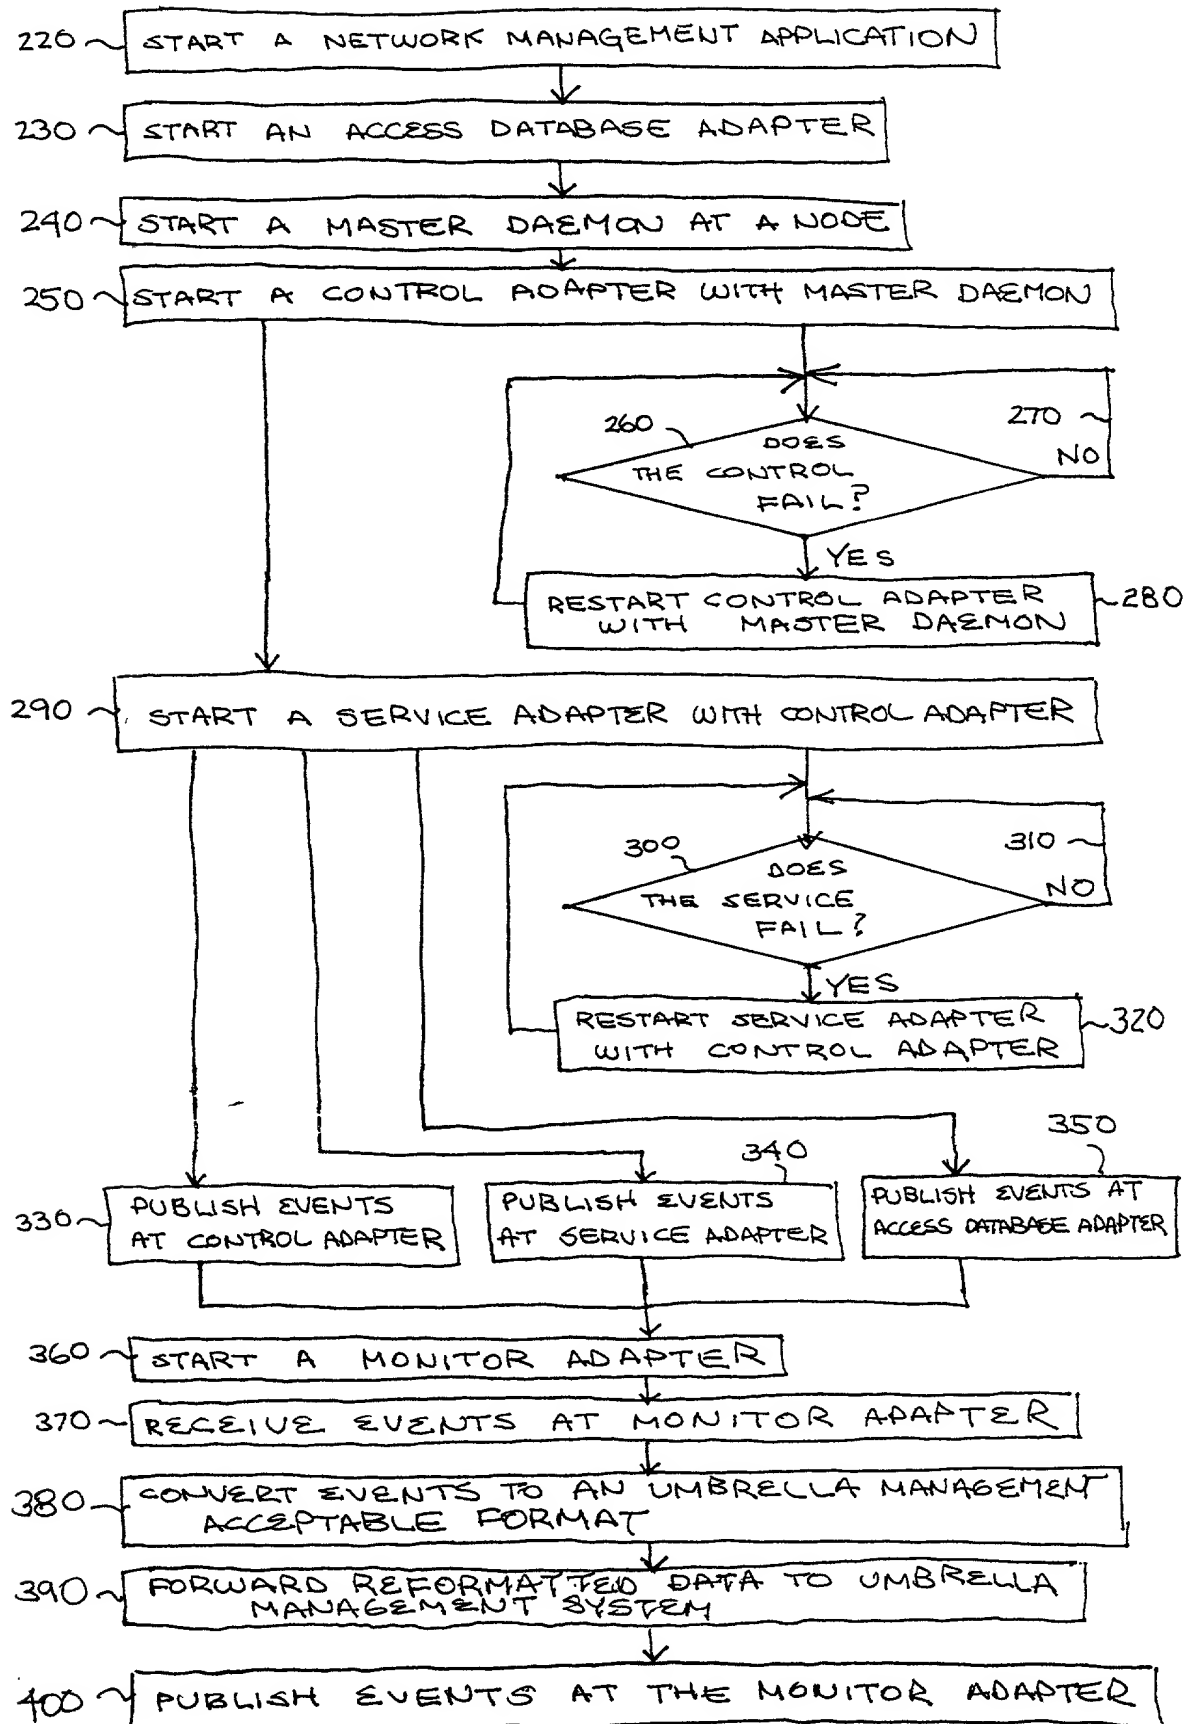 220 START A NETWORK MANAGEMENT APPLICATION
230 START AN ACCESS DATABASE ADAPTER
240 START A MASTER DAEMON AT A NODE
250 START A CONTROL ADAPTER WITH MASTER DAEMON
260 DOES
THE CONTROL
FAIL?
270
NO
YES
RESTART CONTROL ADAPTER
WITH MASTER DAEMON
280
290 START A SERVICE ADAPTER WITH CONTROL ADAPTER
300 DOES
THE SERVICE
FAIL?
310
NO
YES
RESTART SERVICE ADAPTER
WITH CONTROL ADAPTER
320
330 PUBLISH EVENTS
AT CONTROL ADAPTER
340
PUBLISH EVENTS
AT SERVICE ADAPTER
350
PUBLISH EVENTS AT
ACCESS DATABASE ADAPTER
360 START A MONITOR ADAPTER
370 RECEIVE EVENTS AT MONITOR ADAPTER
380 CONVERT EVENTS TO AN UMBRELLA MANAGEMENT
ACCEPTABLE FORMAT
390 FORWARD REFORMATTED DATA TO UMBRELLA
MANAGEMENT SYSTEM
400 PUBLISH EVENTS AT THE MONITOR ADAPTER